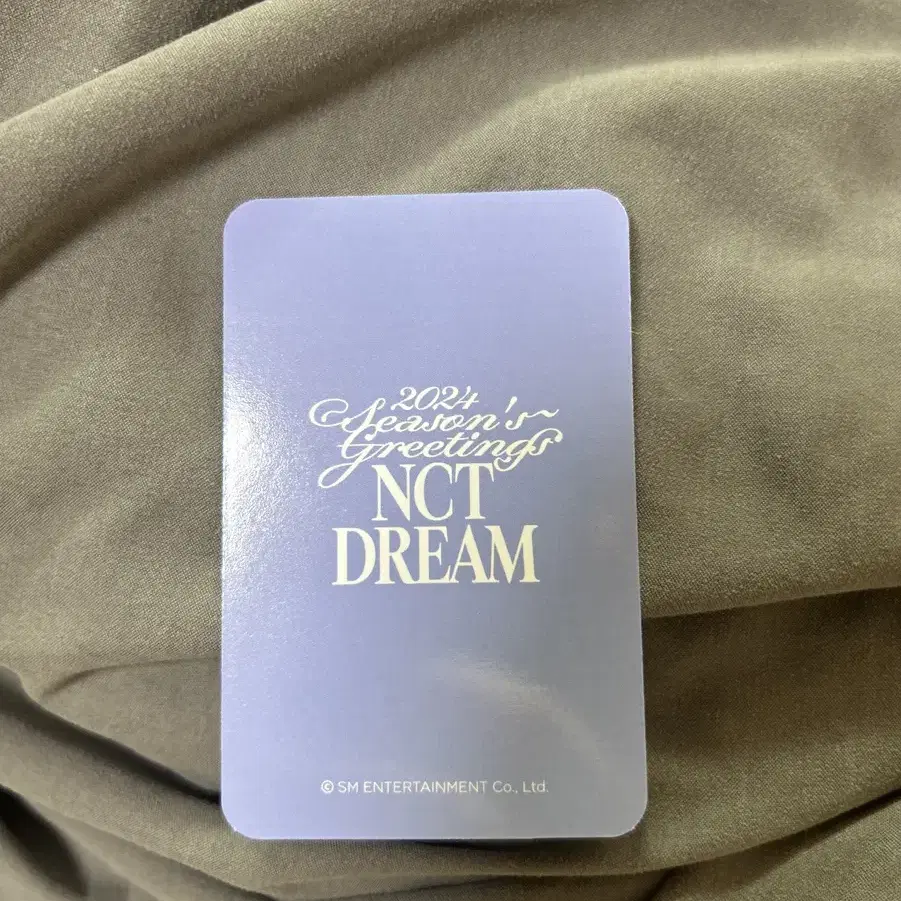 2024
Season's
Greetings
NCT
DREAM
© SM ENTERTAINMENT Co., Ltd.